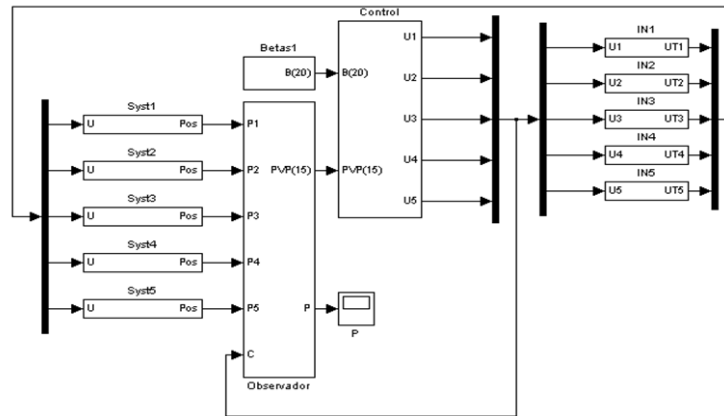 Control
Betas1
B(20)
B(20)
PVP(15)
U1
U2
U3
U4
U5
IN1
U1 UT1
IN2
U2 UT2
IN3
U3 UT3
IN4
U4 UT4
IN5
U5 UT5
Syst1
U Pos
Syst2
U Pos
Syst3
U Pos
Syst4
U Pos
Syst5
U Pos
P1
P2
P3
P4
P5
C
PVP(15)
P
Observador
P